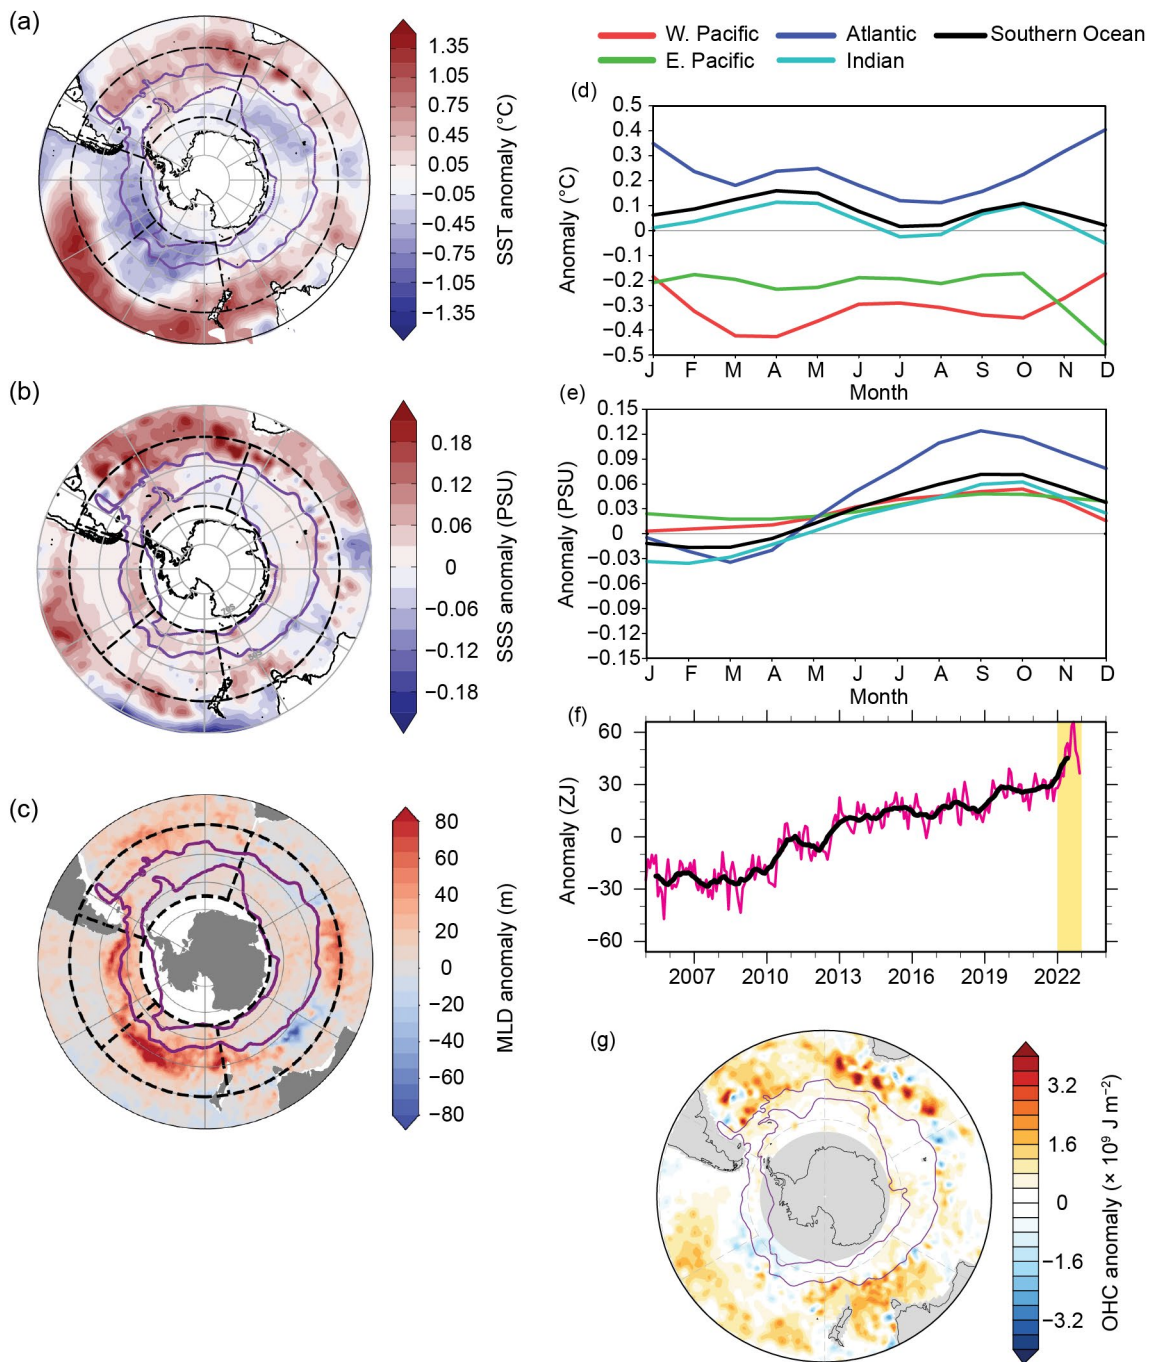 (a)
1.35
1.05
0.75
0.45
0.05
−0.05
−0.45
−0.75
−1.05
−1.35
SST anomaly (°C)
(b)
0.18
0.12
0.06
0
−0.06
−0.12
−0.18
SSS anomaly (PSU)
(c)
80
60
40
20
0
−20
−40
−60
−80
MLD anomaly (m)
W. Pacific Atlantic Southern Ocean
E. Pacific Indian
(d)
0.5
0.4
0.3
0.2
0.1
0
−0.1
−0.2
−0.3
−0.4
−0.5
Anomaly (°C)
J F M A M J J A S O N D
Month
(e)
0.15
0.12
0.09
0.06
0.03
0
−0.03
−0.06
−0.09
−0.12
−0.15
Anomaly (PSU)
J F M A M J J A S O N D
Month
(f)
60
30
0
−30
−60
Anomaly (ZJ)
2007 2010 2013 2016 2019 2022
(g)
3.2
1.6
0
−1.6
−3.2
OHC anomaly (× 10⁹ J m⁻²)